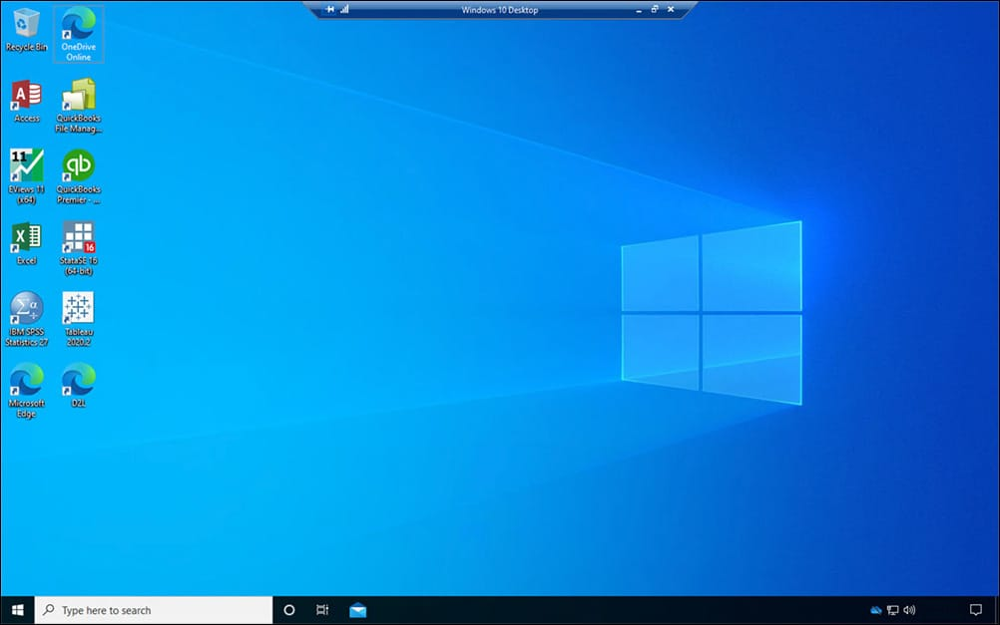 Windows 10 Desktop
Recycle Bin
OneDrive
Online
A
Access
QuickBooks
File Manag...
11
EViews 11
(x64)
qb
QuickBooks
Premier - ...
X
Excel
16
StataSE 16
(64-bit)
Σα
IBM SPSS
Statistics 27
Tableau
2020.2
Microsoft
Edge
D2L
Type here to search